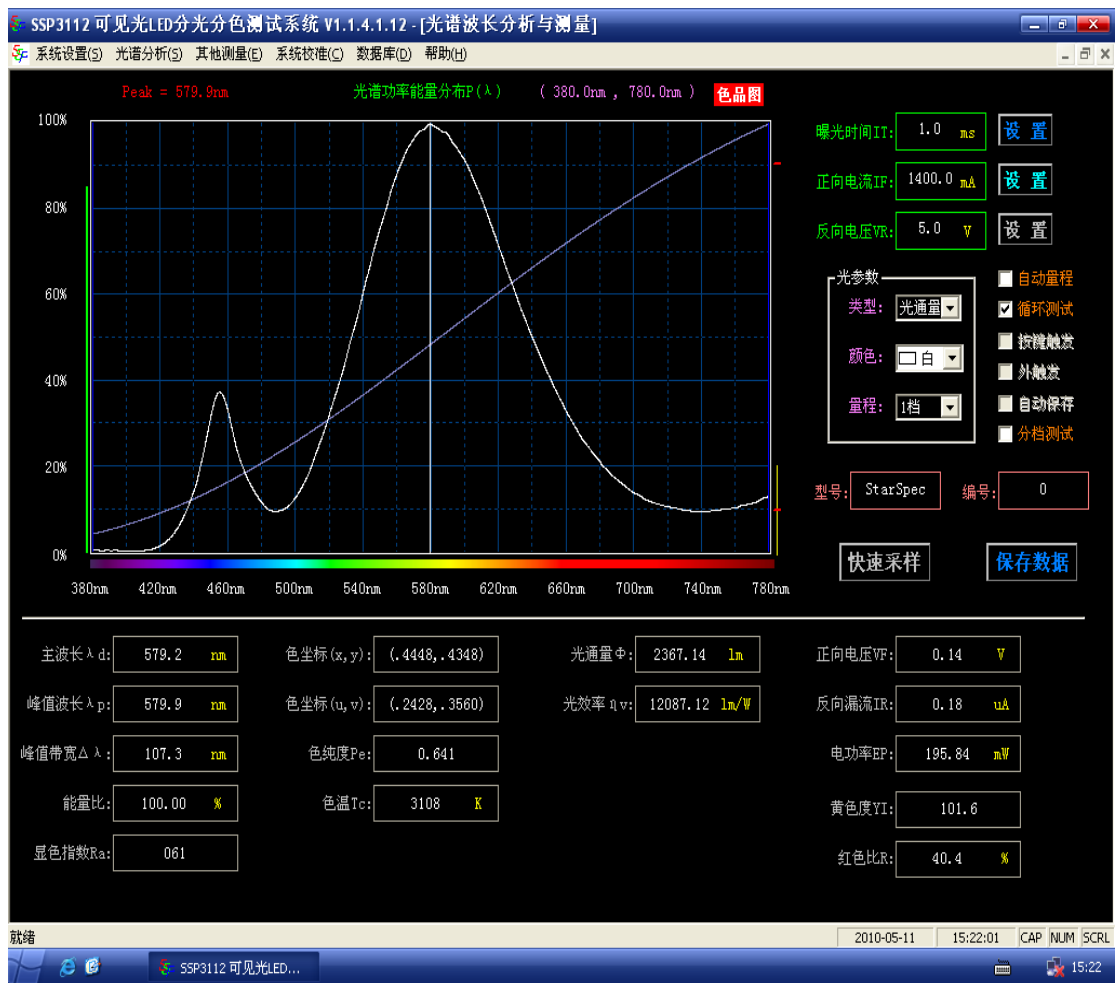 SSP3112 可见光LED分光分色测试系统 V1.1.4.1.12 - [光谱波长分析与测量]
系统设置(S) 光谱分析(S) 其他测量(E) 系统校准(C) 数据库(D) 帮助(H)
Peak = 579.9nm 光谱功率能量分布P(λ) ( 380.0nm , 780.0nm ) 色品图
100%
80%
60%
40%
20%
0%
380nm 420nm 460nm 500nm 540nm 580nm 620nm 660nm 700nm 740nm 780nm
曝光时间IT: 1.0 ms 设 置
正向电流IF: 1400.0 mA 设 置
反向电压VR: 5.0 V 设 置
光参数
类型: 光通量
颜色: 白
量程: 1档
自动量程
循环测试
按键触发
外触发
自动保存
分档测试
型号: StarSpec 编号: 0
快速采样 保存数据
主波长λd: 579.2 nm 色坐标(x,y): (.4448,.4348) 光通量Φ: 2367.14 lm 正向电压VF: 0.14 V
峰值波长λp: 579.9 nm 色坐标(u,v): (.2428,.3560) 光效率ηv: 12087.12 lm/W 反向漏流IR: 0.18 uA
峰值带宽Δλ: 107.3 nm 色纯度Pe: 0.641 电功率EP: 195.84 mW
能量比: 100.00 % 色温Tc: 3108 K 黄色度YI: 101.6
显色指数Ra: 061 红色比R: 40.4 %
就绪 2010-05-11 15:22:01 CAP NUM SCRL
SSP3112 可见光LED... 15:22